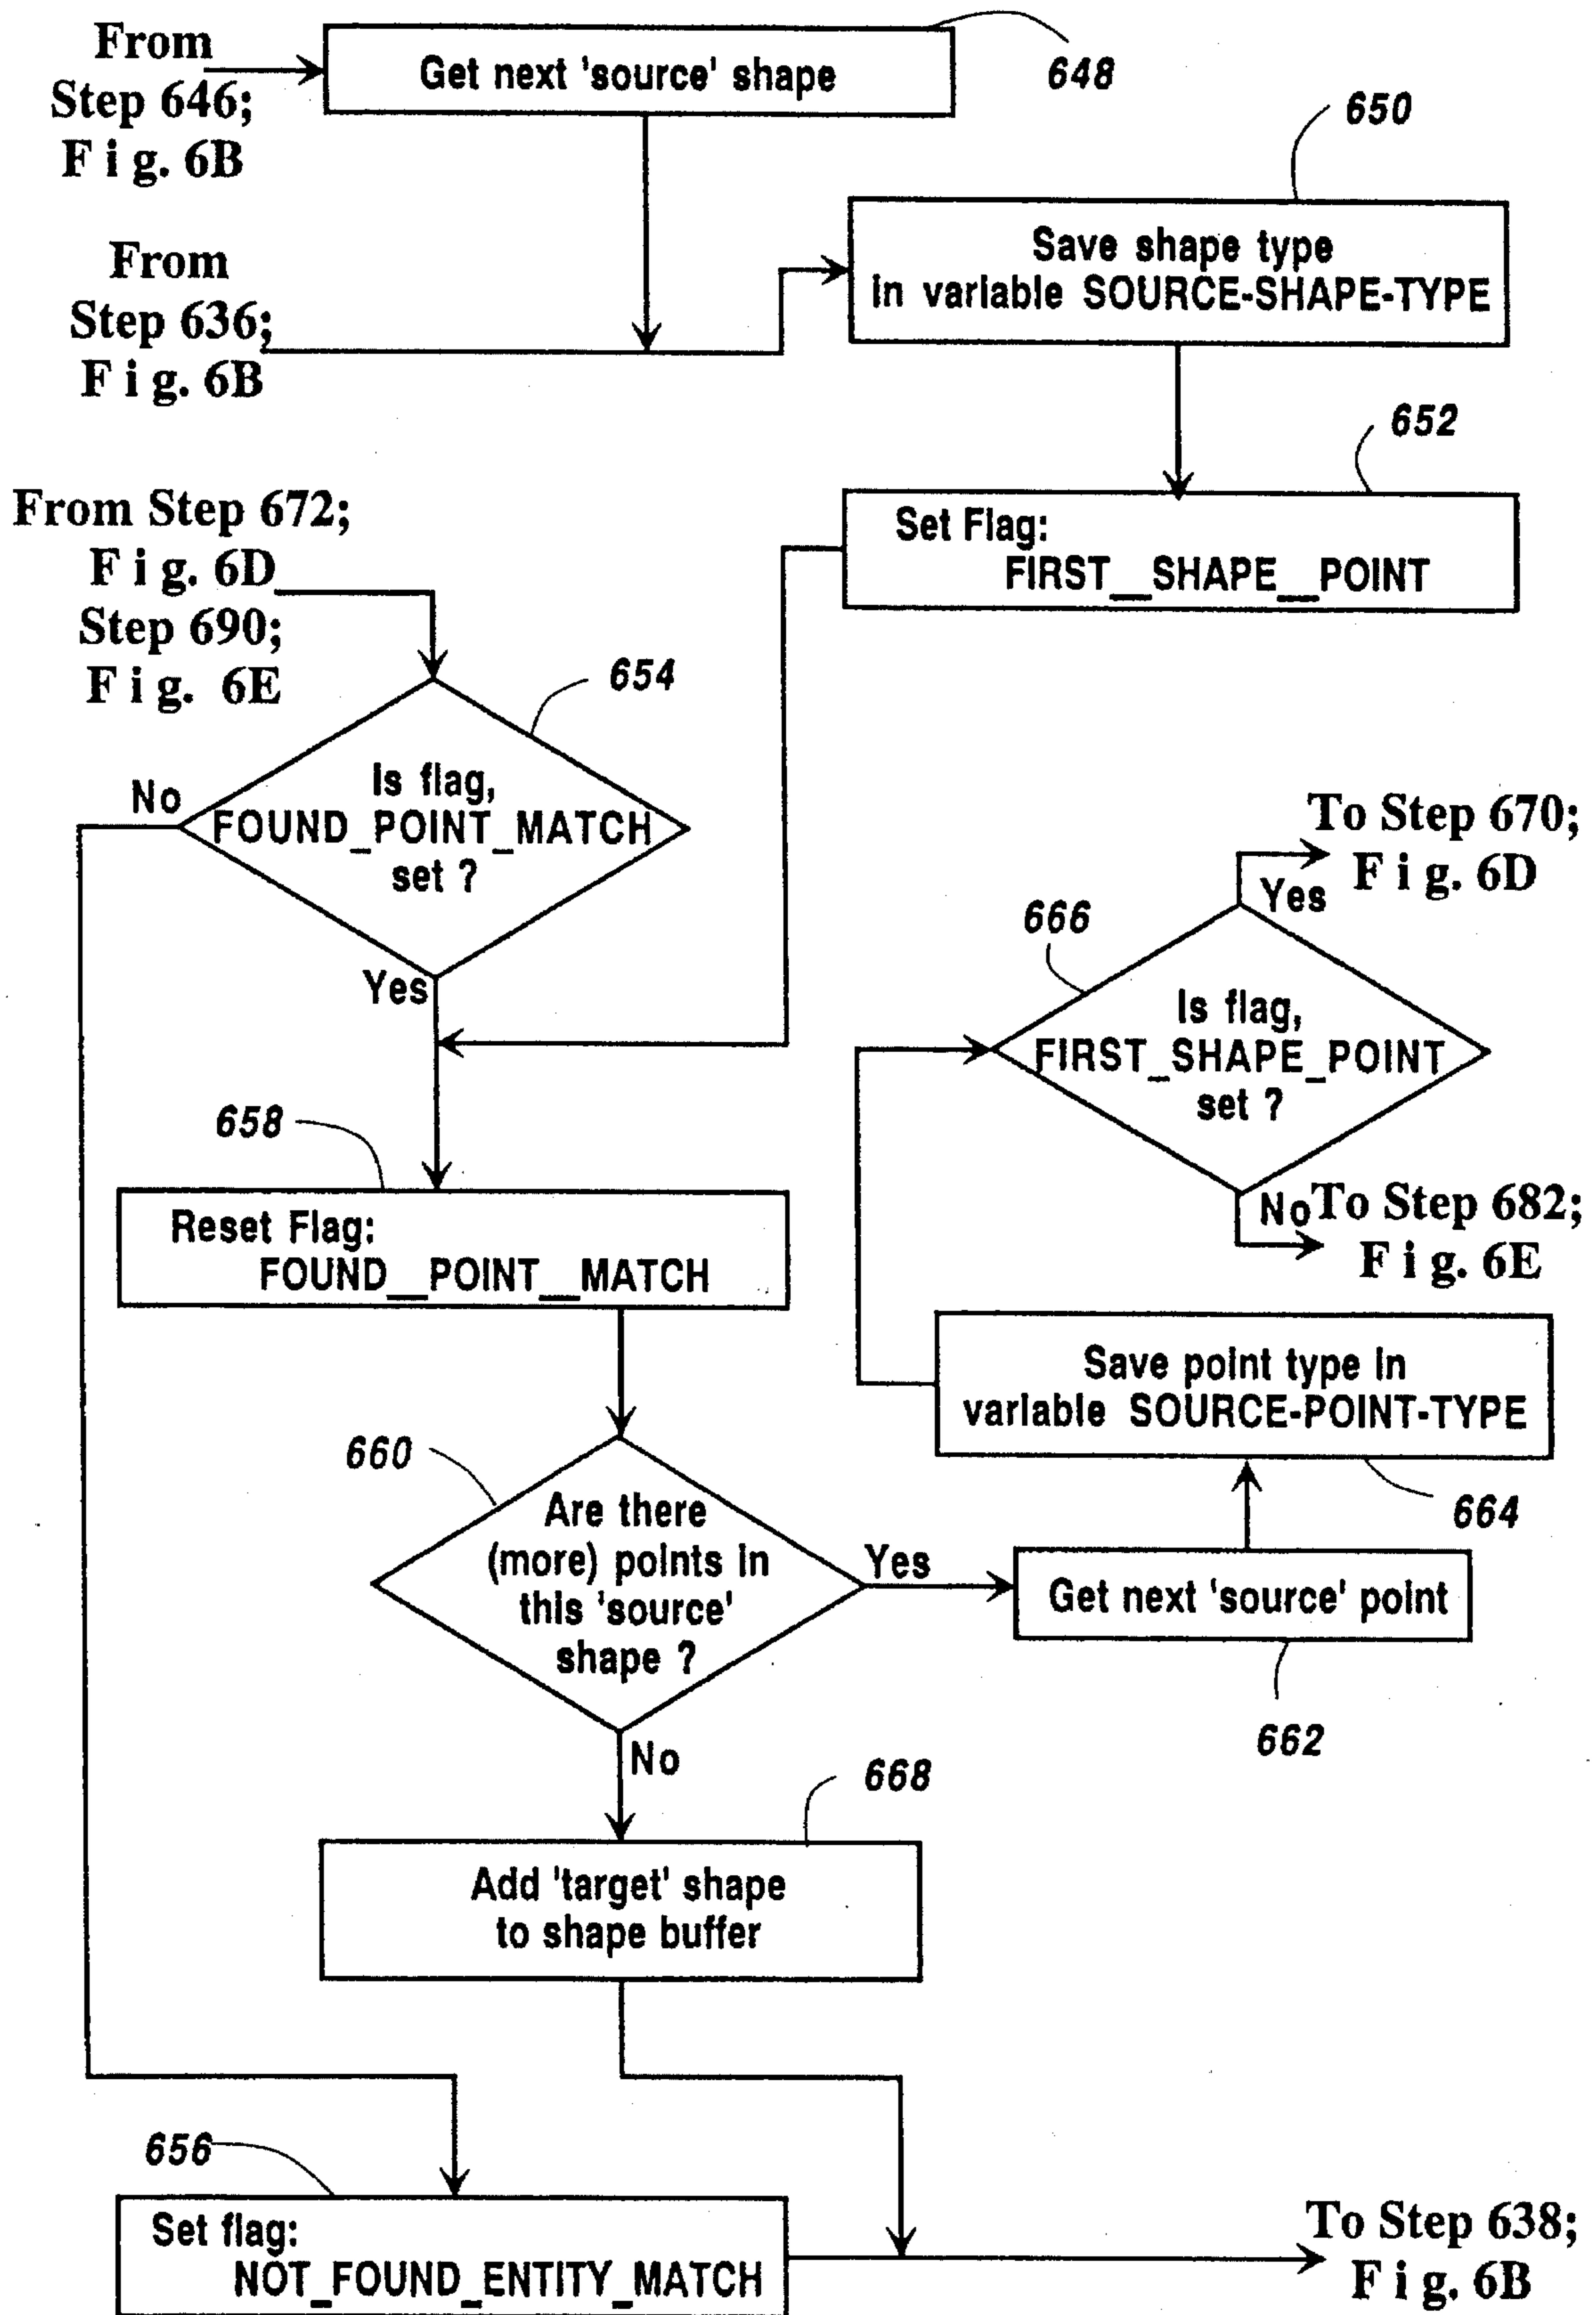 From
Step 646;
Fig. 6B
Get next 'source' shape
648
650
Save shape type
in variable SOURCE-SHAPE-TYPE
From
Step 636;
Fig. 6B
652
Set Flag:
FIRST__SHAPE__POINT
From Step 672;
Fig. 6D
Step 690;
Fig. 6E
654
Is flag,
FOUND_POINT_MATCH
set ?
No
Yes
To Step 670;
Fig. 6D
Yes
666
Is flag,
FIRST_SHAPE_POINT
set ?
No
To Step 682;
Fig. 6E
658
Reset Flag:
FOUND__POINT__MATCH
Save point type in
variable SOURCE-POINT-TYPE
664
660
Are there
(more) points in
this 'source'
shape ?
Yes
Get next 'source' point
662
No
668
Add 'target' shape
to shape buffer
656
Set flag:
NOT_FOUND_ENTITY_MATCH
To Step 638;
Fig. 6B